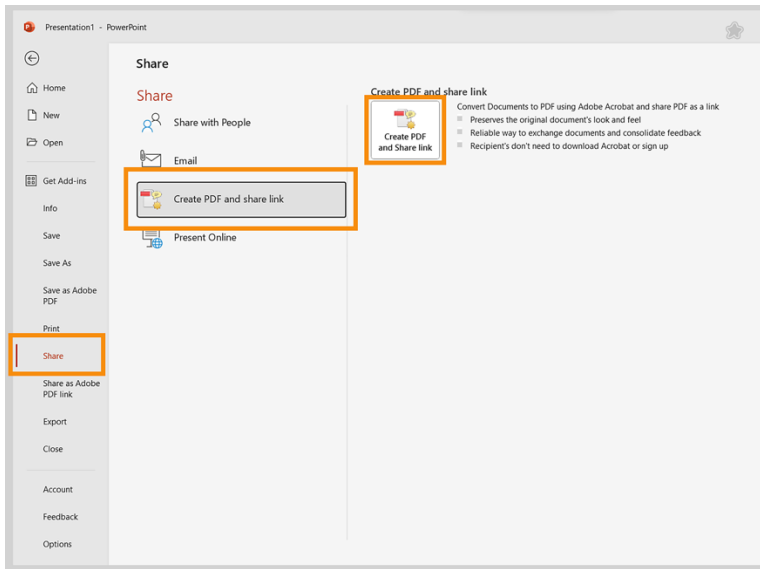 Presentation1 - PowerPoint
Home
New
Open
Get Add-ins
Info
Save
Save As
Save as Adobe
PDF
Print
Share
Share as Adobe
PDF link
Export
Close
Account
Feedback
Options
Share
Share
Share with People
Email
Create PDF and share link
Present Online
Create PDF and share link
Create PDF
and Share link
Convert Documents to PDF using Adobe Acrobat and share PDF as a link
Preserves the original document's look and feel
Reliable way to exchange documents and consolidate feedback
Recipient's don't need to download Acrobat or sign up